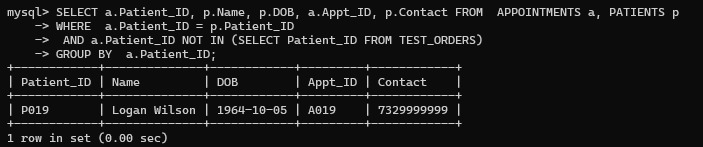 mysql> SELECT a.Patient_ID, p.Name, p.DOB, a.Appt_ID, p.Contact FROM  APPOINTMENTS a, PATIENTS p
    -> WHERE  a.Patient_ID = p.Patient_ID
    ->  AND a.Patient_ID NOT IN (SELECT Patient_ID FROM TEST_ORDERS)
    -> GROUP BY  a.Patient_ID;
+------------+--------------+------------+---------+------------+
| Patient_ID | Name         | DOB        | Appt_ID | Contact    |
+------------+--------------+------------+---------+------------+
| P019       | Logan Wilson | 1964-10-05 | A019    | 7329999999 |
+------------+--------------+------------+---------+------------+
1 row in set (0.00 sec)